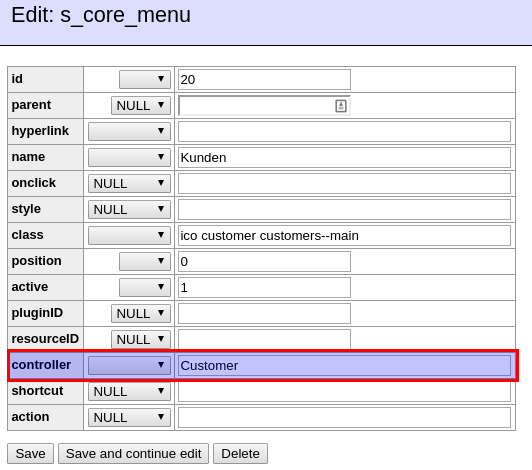 Edit: s_core_menu
id 20
parent NULL
hyperlink
name Kunden
onclick NULL
style NULL
class ico customer customers--main
position 0
active 1
pluginID NULL
resourceID NULL
controller Customer
shortcut NULL
action NULL
Save Save and continue edit Delete